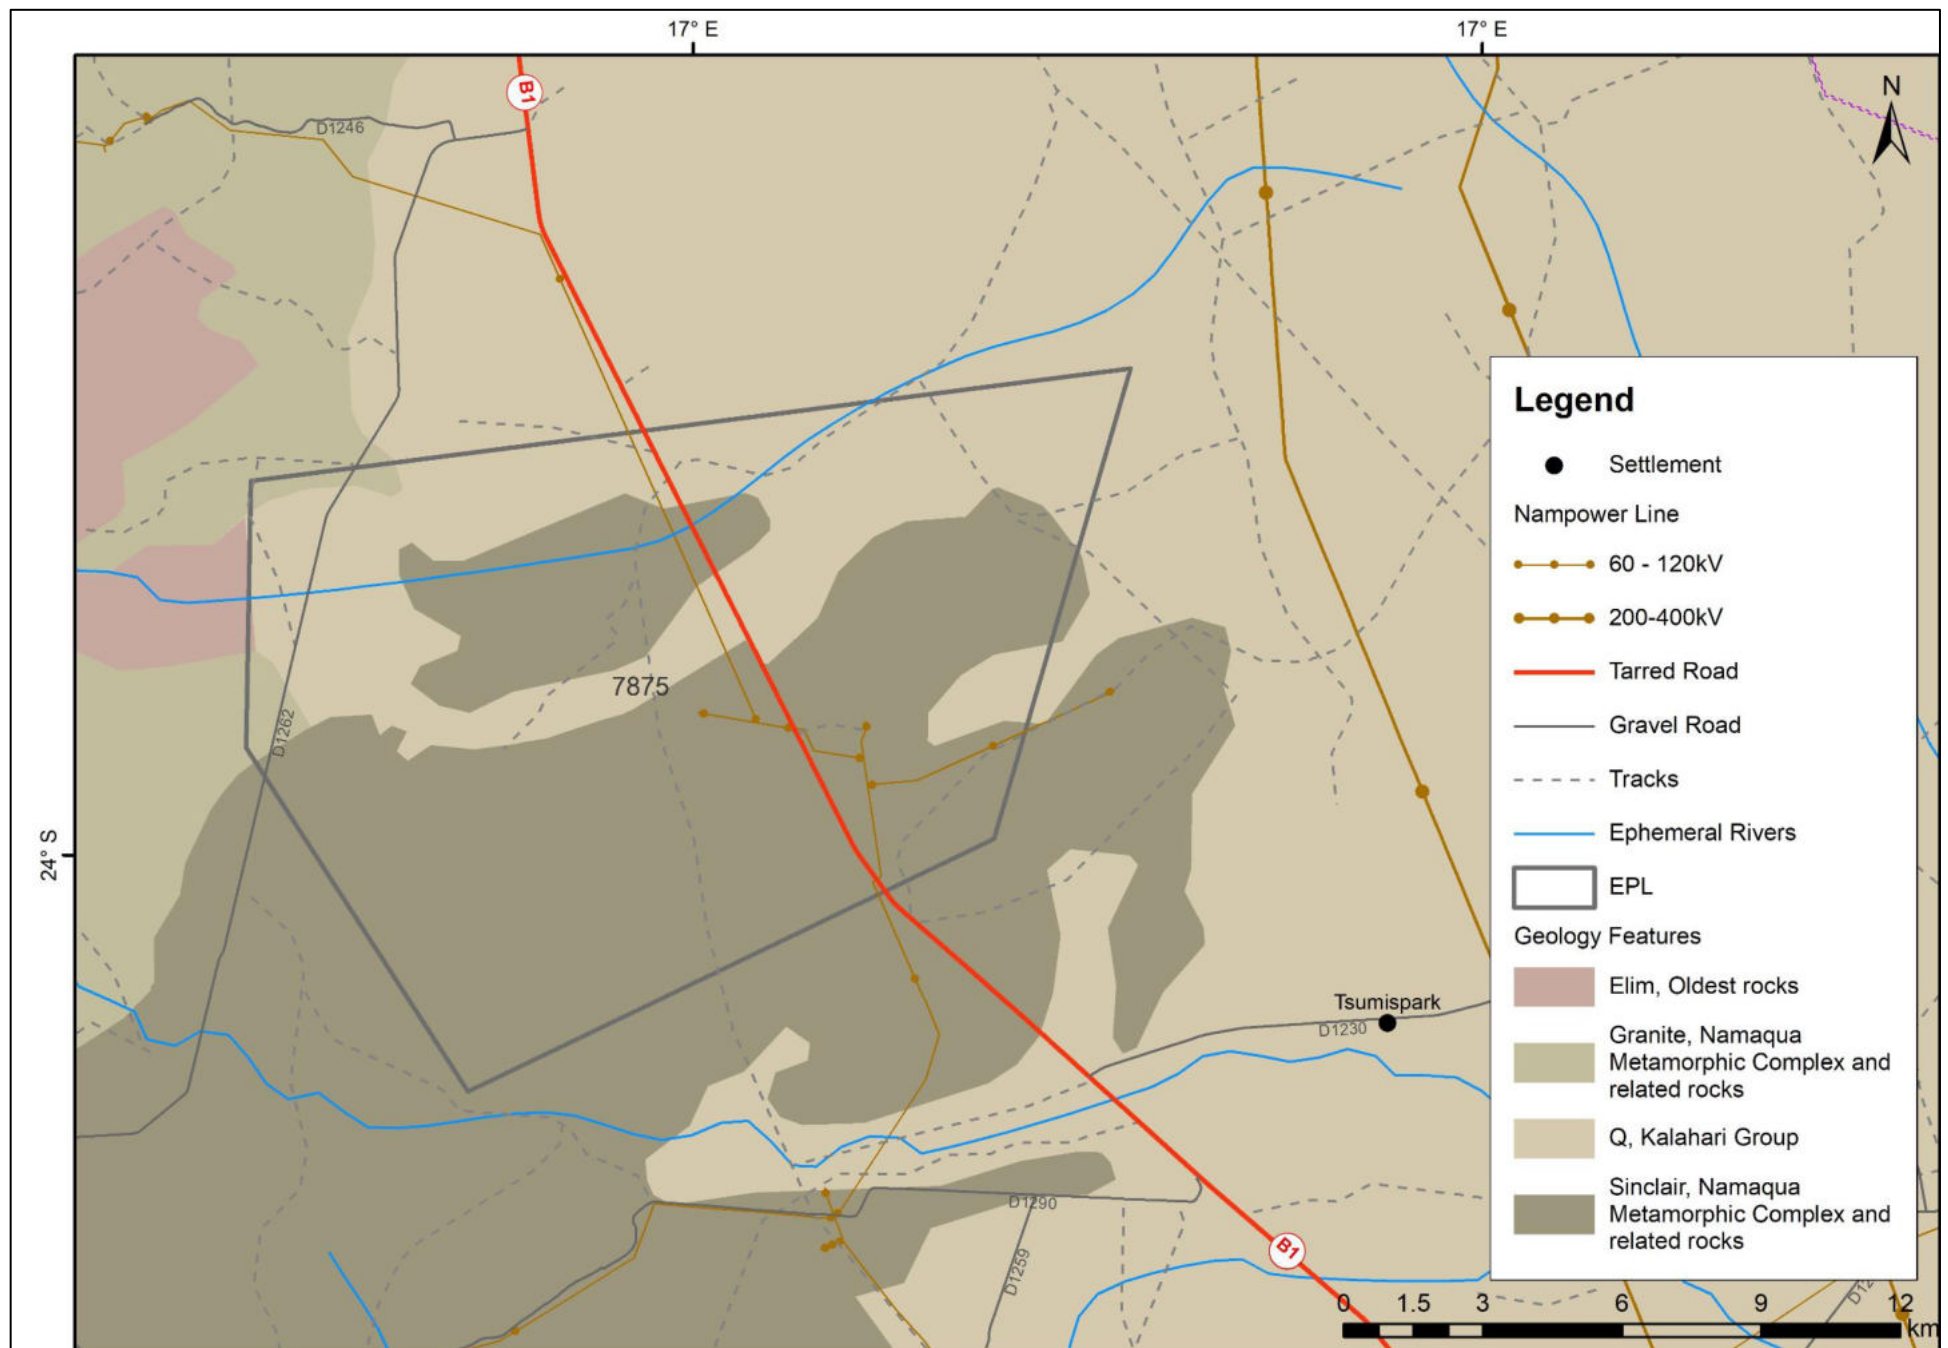 17° E
17° E
B1
N
D1246
Legend
Settlement
Nampower Line
60 - 120kV
200-400kV
Tarred Road
Gravel Road
Tracks
Ephemeral Rivers
EPL
Geology Features
Elim, Oldest rocks
Granite, Namaqua
Metamorphic Complex and
related rocks
Q, Kalahari Group
Sinclair, Namaqua
Metamorphic Complex and
related rocks
7875
D1262
24° S
Tsumispark
D1230
D1290
D1259
B1
0 1.5 3 6 9 12
km